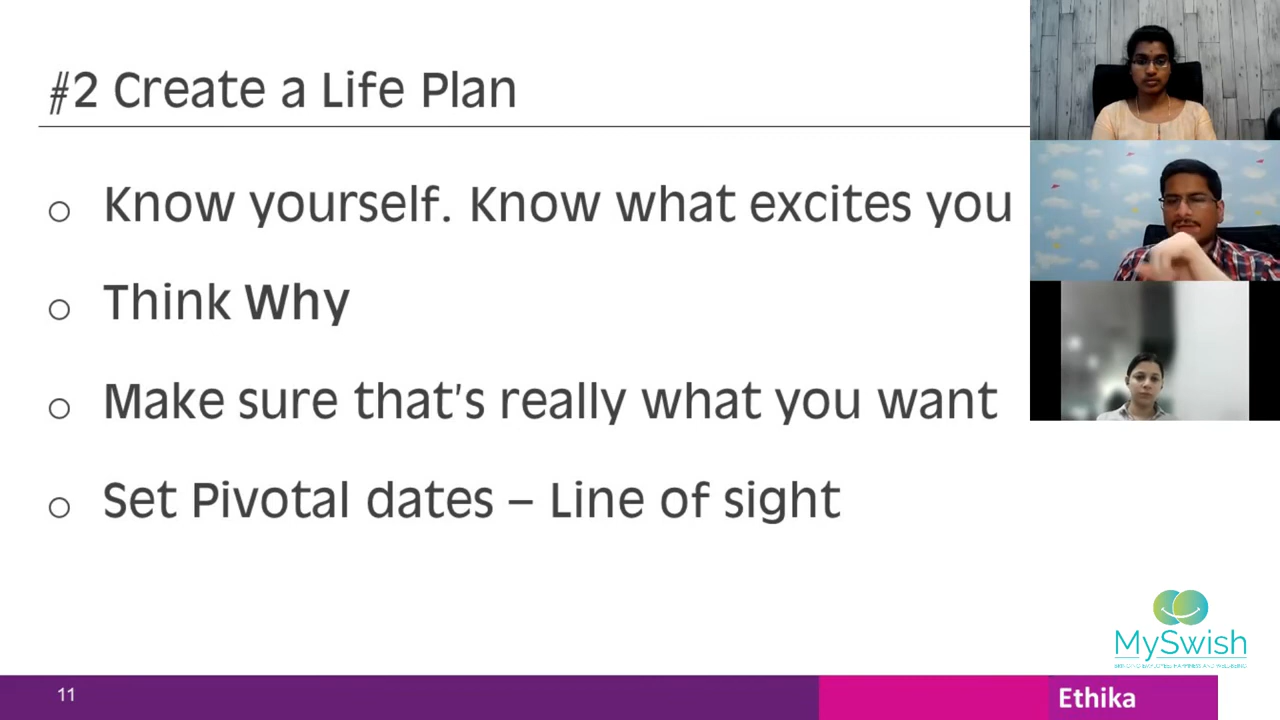 #2 Create a Life Plan
Know yourself. Know what excites you
Think Why
Make sure that's really what you want
Set Pivotal dates – Line of sight
MySwish
11
Ethika